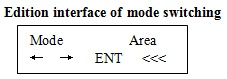 Edition interface of mode switching
Mode Area
← → ENT <<<